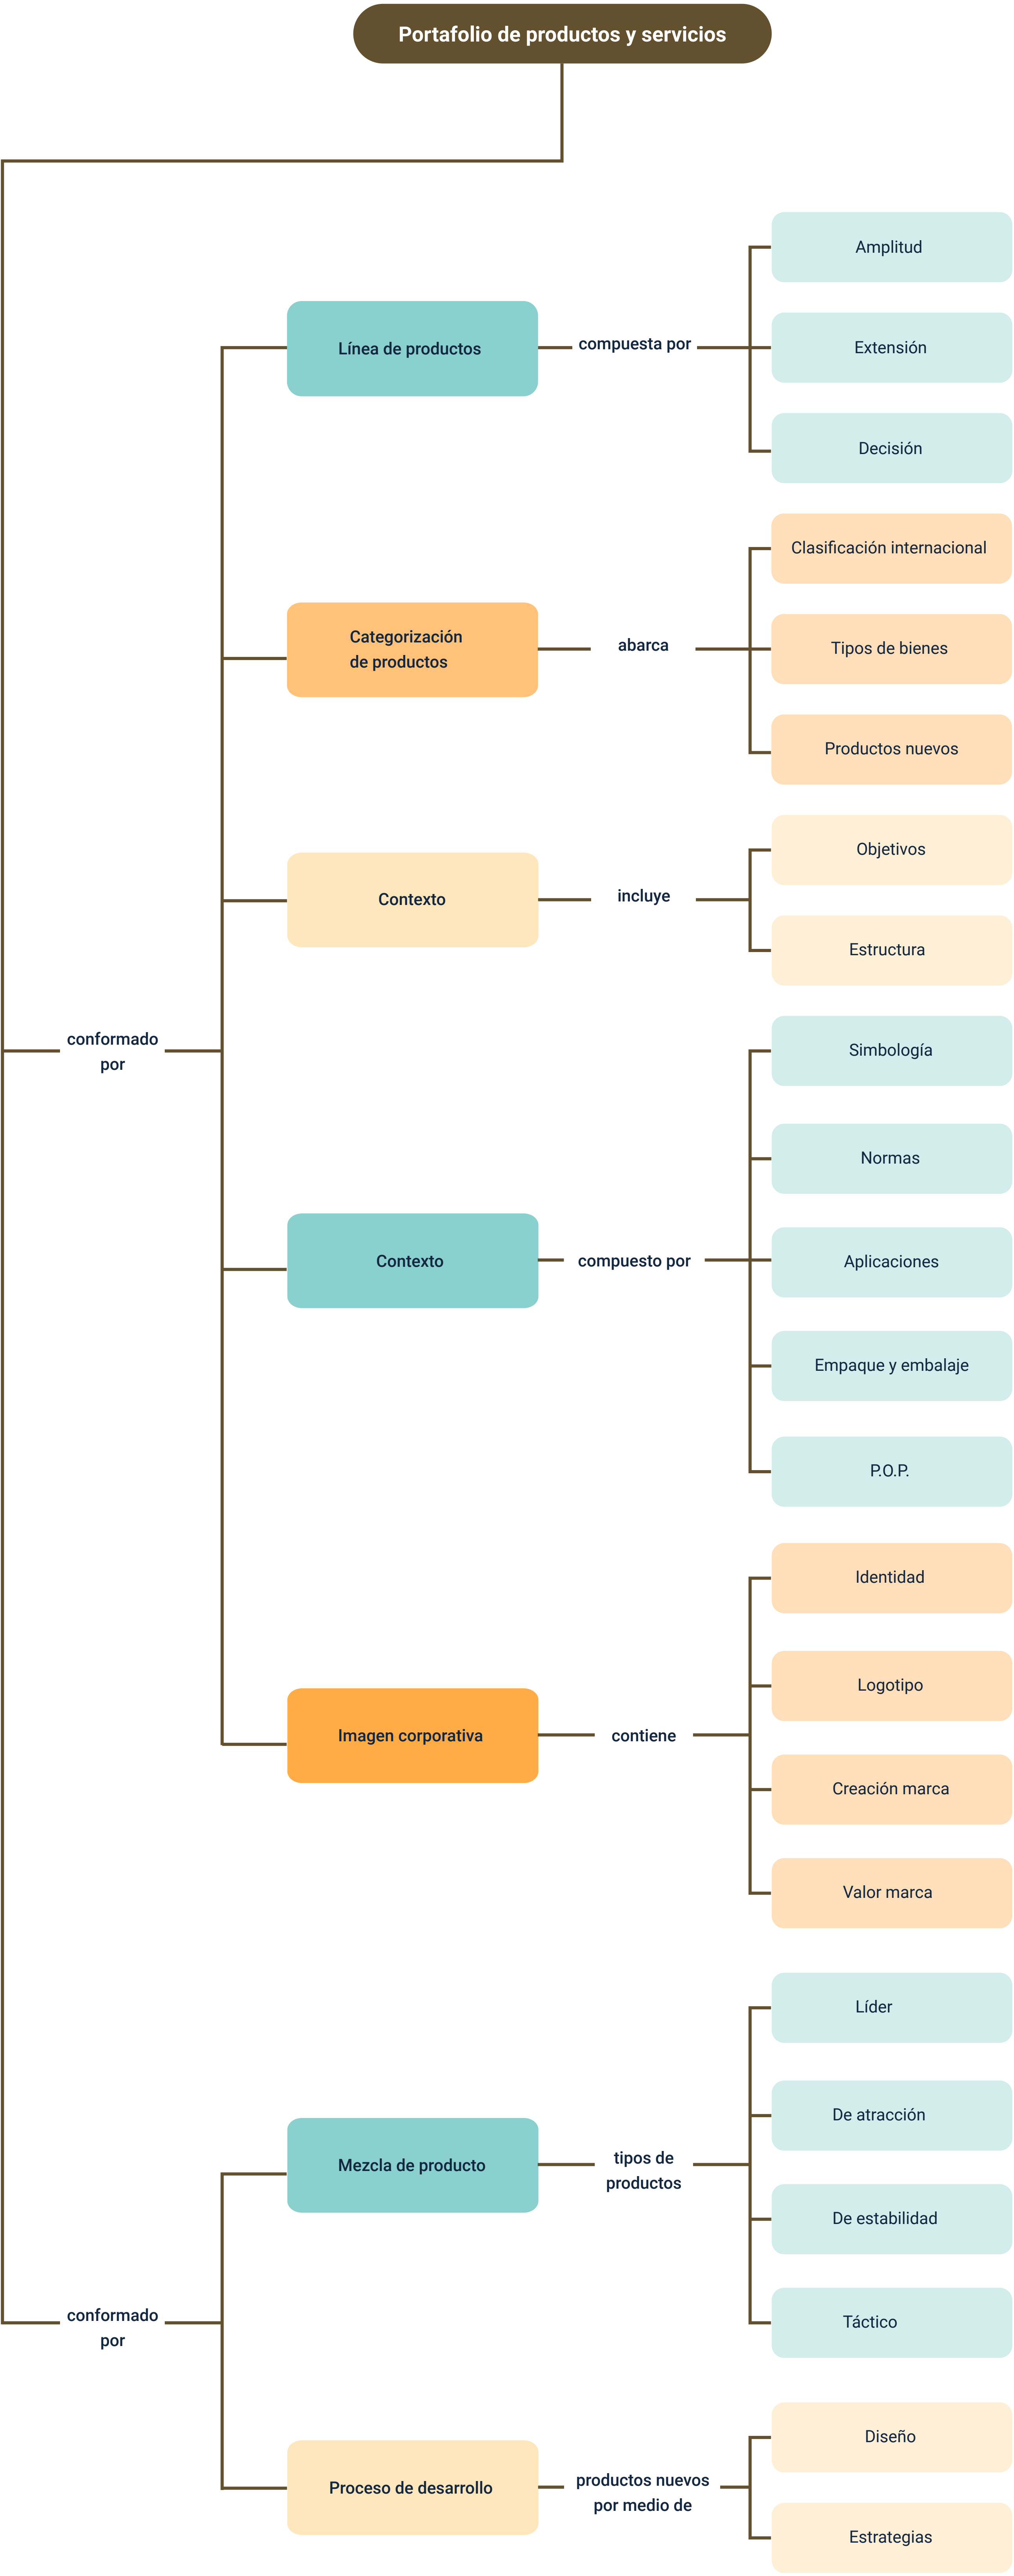 Portafolio de productos y servicios
Línea de productos
compuesta por
Amplitud
Extensión
Decisión
Categorización
de productos
abarca
Clasificación internacional
Tipos de bienes
Productos nuevos
Contexto
incluye
Objetivos
Estructura
conformado
por
Contexto
compuesto por
Simbología
Normas
Aplicaciones
Empaque y embalaje
P.O.P.
Imagen corporativa
contiene
Identidad
Logotipo
Creación marca
Valor marca
conformado
por
Mezcla de producto
tipos de
productos
Líder
De atracción
De estabilidad
Táctico
Proceso de desarrollo
productos nuevos
por medio de
Diseño
Estrategias